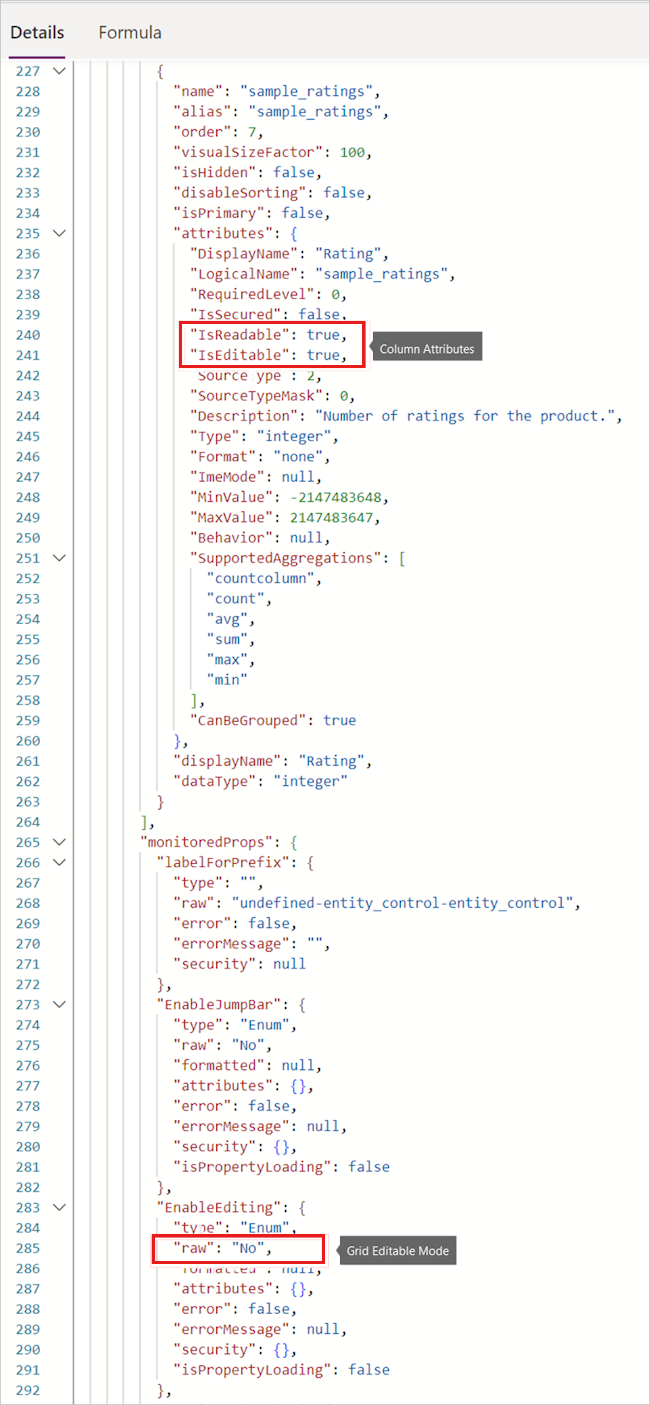 Details Formula
227 {
228 "name": "sample_ratings",
229 "alias": "sample_ratings",
230 "order": 7,
231 "visualSizeFactor": 100,
232 "isHidden": false,
233 "disableSorting": false,
234 "isPrimary": false,
235 "attributes": {
236 "DisplayName": "Rating",
237 "LogicalName": "sample_ratings",
238 "RequiredLevel": 0,
239 "IsSecured": false,
240 "IsReadable": true,
241 "IsEditable": true,
Column Attributes
242 Source ype : 2,
243 "SourceTypeMask": 0,
244 "Description": "Number of ratings for the product.",
245 "Type": "integer",
246 "Format": "none",
247 "ImeMode": null,
248 "MinValue": -2147483648,
249 "MaxValue": 2147483647,
250 "Behavior": null,
251 "SupportedAggregations": [
252 "countcolumn",
253 "count",
254 "avg",
255 "sum",
256 "max",
257 "min"
258 ],
259 "CanBeGrouped": true
260 },
261 "displayName": "Rating",
262 "dataType": "integer"
263 }
264 ],
265 "monitoredProps": {
266 "labelForPrefix": {
267 "type": "",
268 "raw": "undefined-entity_control-entity_control",
269 "error": false,
270 "errorMessage": "",
271 "security": null
272 },
273 "EnableJumpBar": {
274 "type": "Enum",
275 "raw": "No",
276 "formatted": null,
277 "attributes": {},
278 "error": false,
279 "errorMessage": null,
280 "security": {},
281 "isPropertyLoading": false
282 },
283 "EnableEditing": {
284 "type": "Enum",
285 "raw": "No",
Grid Editable Mode
286 "formatted": null,
287 "attributes": {},
288 "error": false,
289 "errorMessage": null,
290 "security": {},
291 "isPropertyLoading": false
292 },